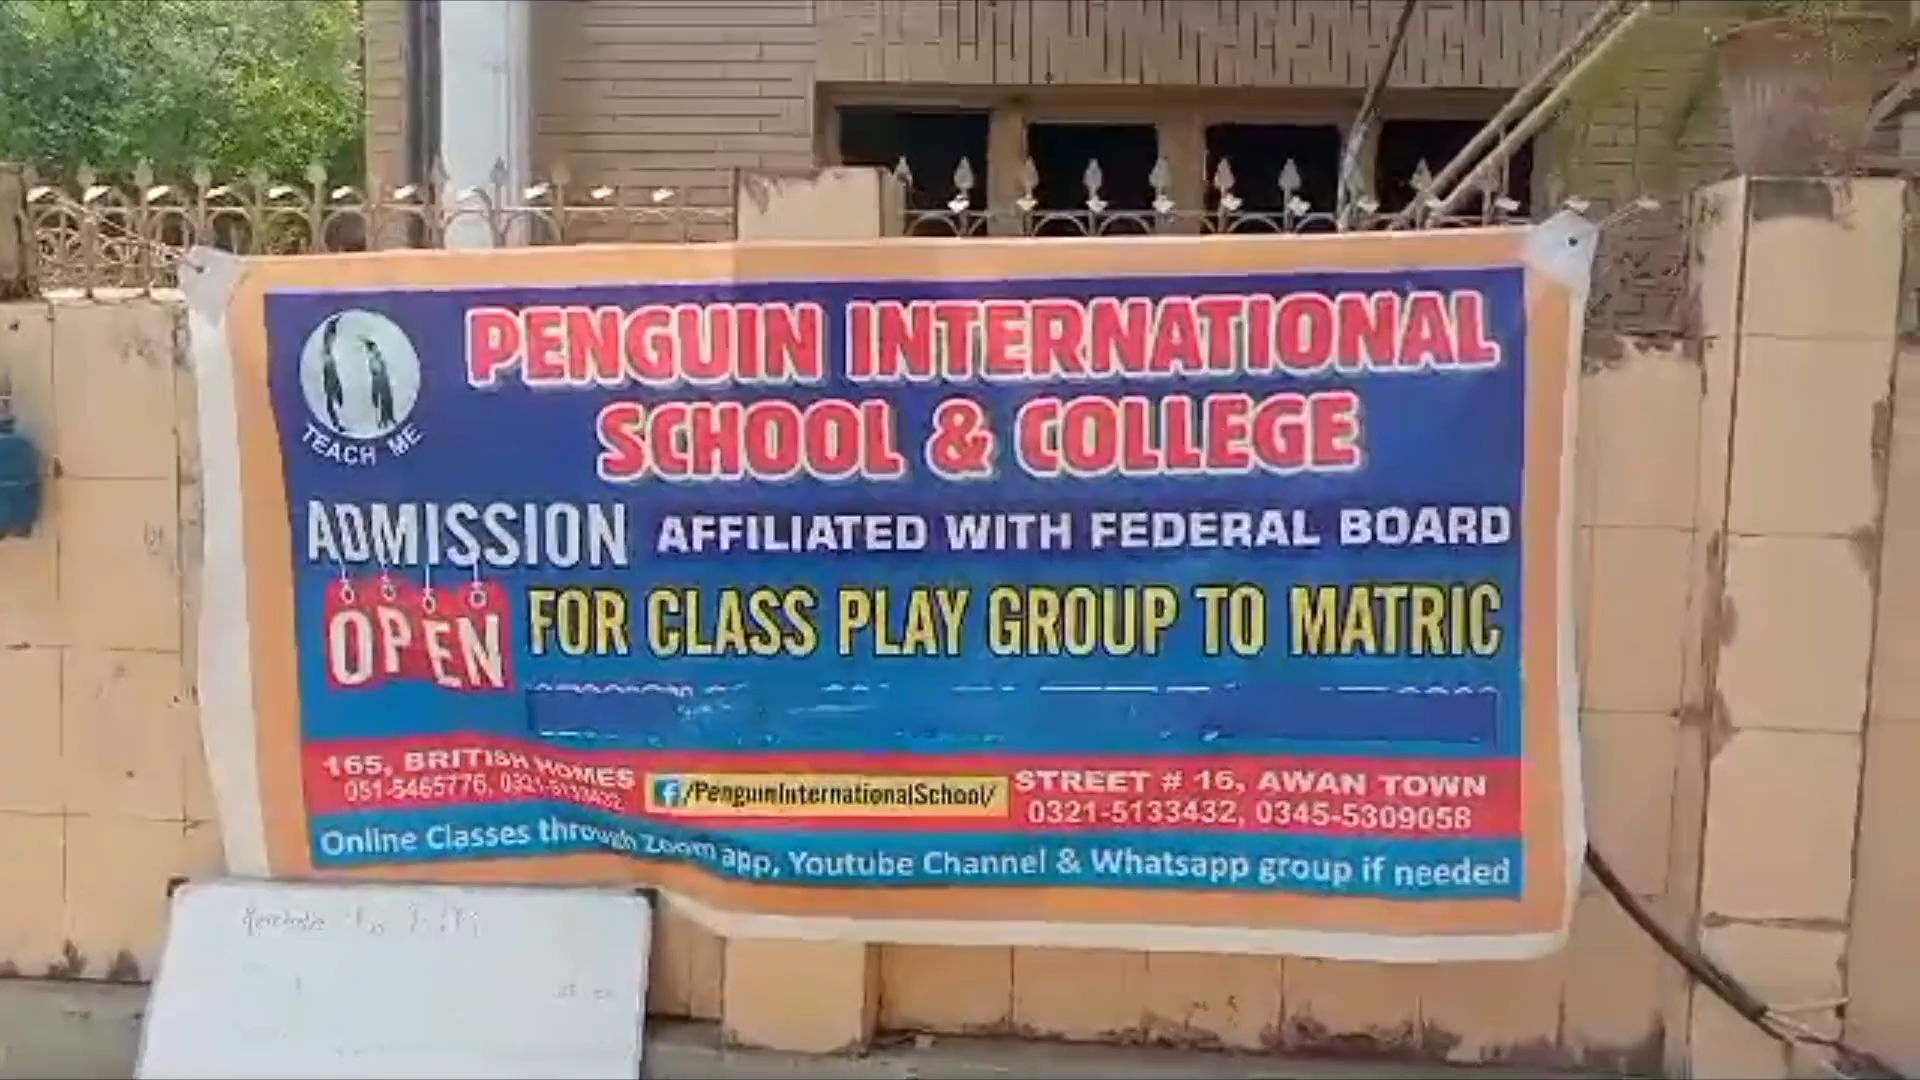 PENGUIN INTERNATIONAL
SCHOOL & COLLEGE
TEACH ME
ADMISSION AFFILIATED WITH FEDERAL BOARD
OPEN FOR CLASS PLAY GROUP TO MATRIC
165, BRITISH HOMES
051-5465776, 0321-5133432
f/PenguinInternationalSchool/
STREET # 16, AWAN TOWN
0321-5133432, 0345-5309058
Online Classes through Zoom app, Youtube Channel & Whatsapp group if needed